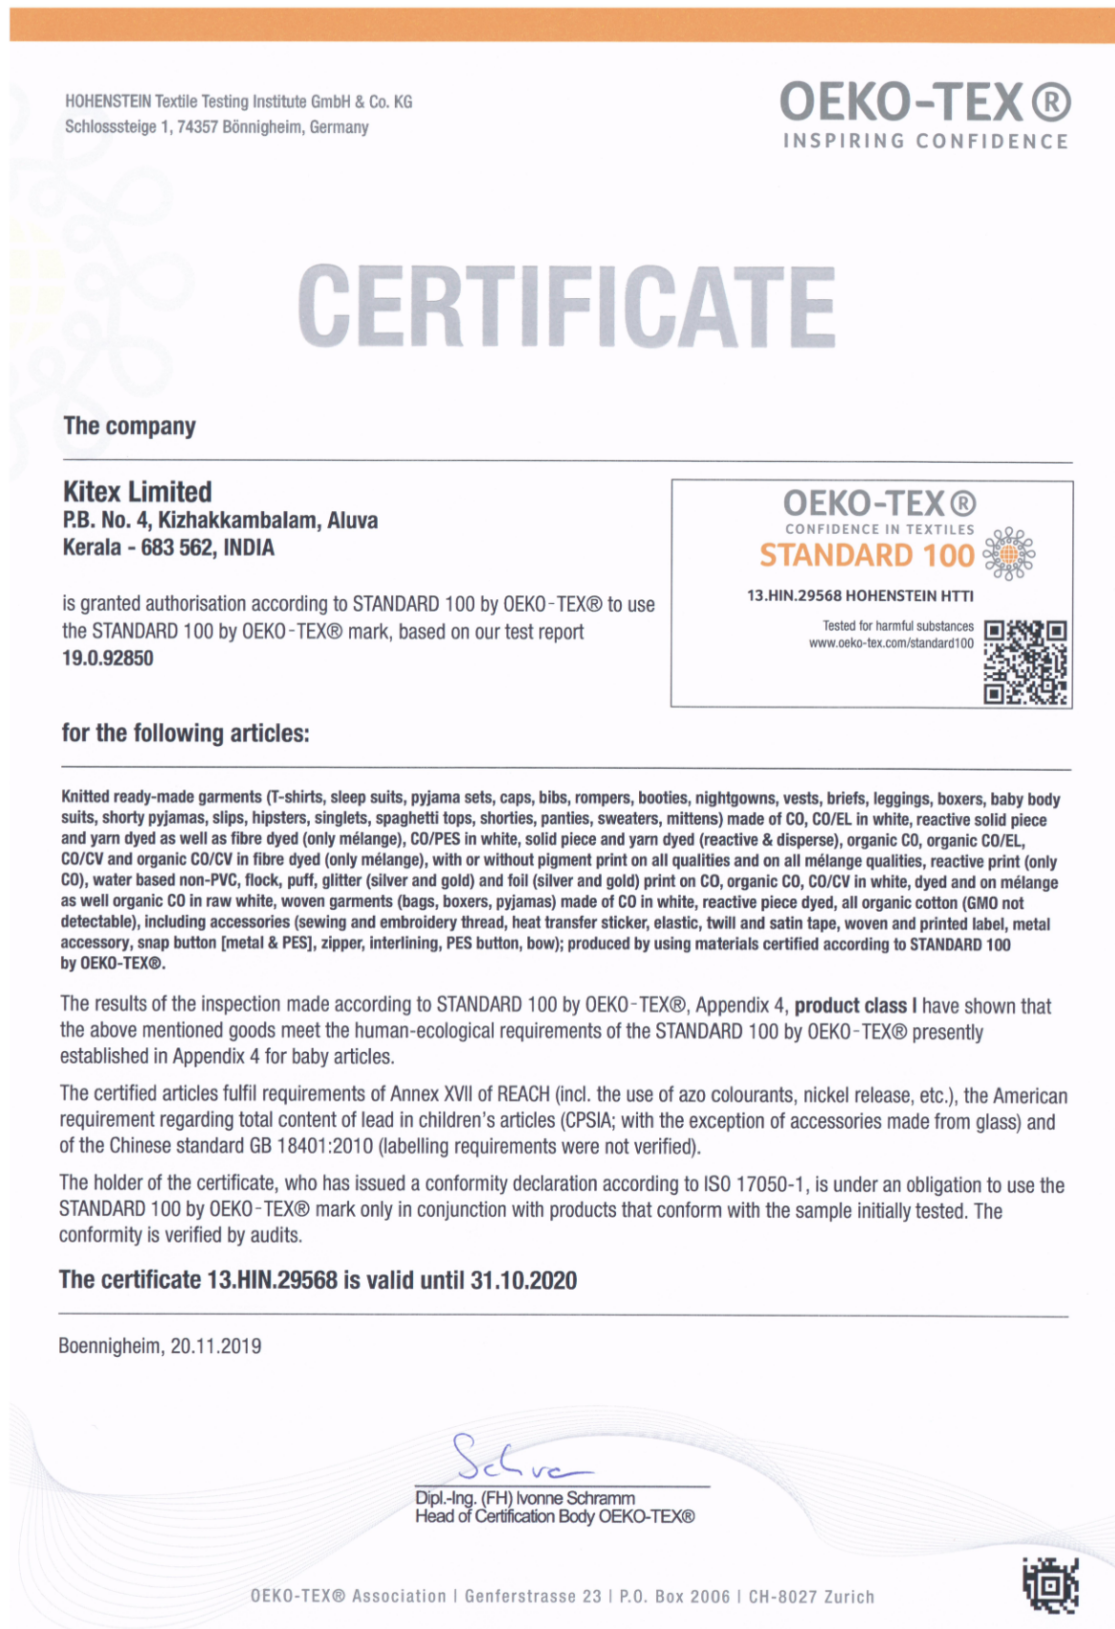 HOHENSTEIN Textile Testing Institute GmbH & Co. KG
Schlosssteige 1, 74357 Bönnigheim, Germany
OEKO-TEX®
INSPIRING CONFIDENCE
CERTIFICATE
The company
Kitex Limited
P.B. No. 4, Kizhakkambalam, Aluva
Kerala - 683 562, INDIA
is granted authorisation according to STANDARD 100 by OEKO-TEX® to use
the STANDARD 100 by OEKO-TEX® mark, based on our test report
19.0.92850
OEKO-TEX®
CONFIDENCE IN TEXTILES
STANDARD 100
13.HIN.29568 HOHENSTEIN HTTI
Tested for harmful substances
www.oeko-tex.com/standard100
for the following articles:
Knitted ready-made garments (T-shirts, sleep suits, pyjama sets, caps, bibs, rompers, booties, nightgowns, vests, briefs, leggings, boxers, baby body
suits, shorty pyjamas, slips, hipsters, singlets, spaghetti tops, shorties, panties, sweaters, mittens) made of CO, CO/EL in white, reactive solid piece
and yarn dyed as well as fibre dyed (only mélange), CO/PES in white, solid piece and yarn dyed (reactive & disperse), organic CO, organic CO/EL,
CO/CV and organic CO/CV in fibre dyed (only mélange), with or without pigment print on all qualities and on all mélange qualities, reactive print (only
CO), water based non-PVC, flock, puff, glitter (silver and gold) and foil (silver and gold) print on CO, organic CO, CO/CV in white, dyed and on mélange
as well organic CO in raw white, woven garments (bags, boxers, pyjamas) made of CO in white, reactive piece dyed, all organic cotton (GMO not
detectable), including accessories (sewing and embroidery thread, heat transfer sticker, elastic, twill and satin tape, woven and printed label, metal
accessory, snap button [metal & PES], zipper, interlining, PES button, bow); produced by using materials certified according to STANDARD 100
by OEKO-TEX®.
The results of the inspection made according to STANDARD 100 by OEKO-TEX®, Appendix 4, product class I have shown that
the above mentioned goods meet the human-ecological requirements of the STANDARD 100 by OEKO-TEX® presently
established in Appendix 4 for baby articles.
The certified articles fulfil requirements of Annex XVII of REACH (incl. the use of azo colourants, nickel release, etc.), the American
requirement regarding total content of lead in children's articles (CPSIA; with the exception of accessories made from glass) and
of the Chinese standard GB 18401:2010 (labelling requirements were not verified).
The holder of the certificate, who has issued a conformity declaration according to ISO 17050-1, is under an obligation to use the
STANDARD 100 by OEKO-TEX® mark only in conjunction with products that conform with the sample initially tested. The
conformity is verified by audits.
The certificate 13.HIN.29568 is valid until 31.10.2020
Boennigheim, 20.11.2019
Dipl.-Ing. (FH) Ivonne Schramm
Head of Certification Body OEKO-TEX®
OEKO-TEX® Association | Genferstrasse 23 | P.O. Box 2006 | CH-8027 Zurich